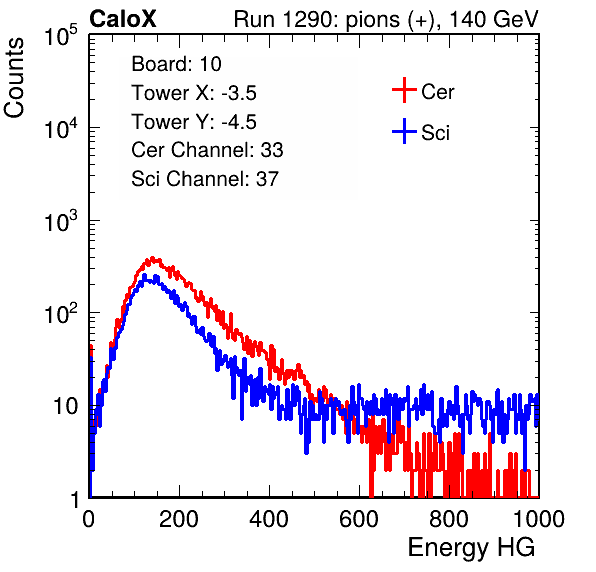 CaloX Run 1290: pions (+), 140 GeV
Counts
10^5
10^4
10^3
10^2
10
1
Board: 10
Tower X: -3.5
Tower Y: -4.5
Cer Channel: 33
Sci Channel: 37
Cer
Sci
0 200 400 600 800 1000
Energy HG